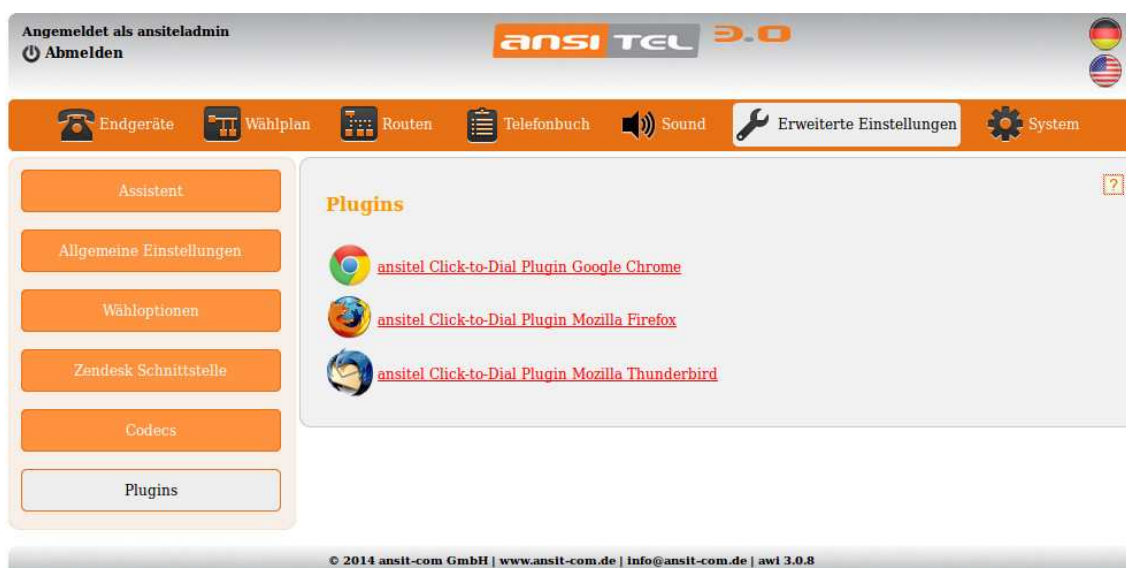 Angemeldet als ansiteladmin
Abmelden
ansi TEL 3.0
Endgeräte
Wählplan
Routen
Telefonbuch
Sound
Erweiterte Einstellungen
System
Assistent
Allgemeine Einstellungen
Wähloptionen
Zendesk Schnittstelle
Codecs
Plugins
Plugins
?
ansitel Click-to-Dial Plugin Google Chrome
ansitel Click-to-Dial Plugin Mozilla Firefox
ansitel Click-to-Dial Plugin Mozilla Thunderbird
© 2014 ansit-com GmbH | www.ansit-com.de | info@ansit-com.de | awi 3.0.8